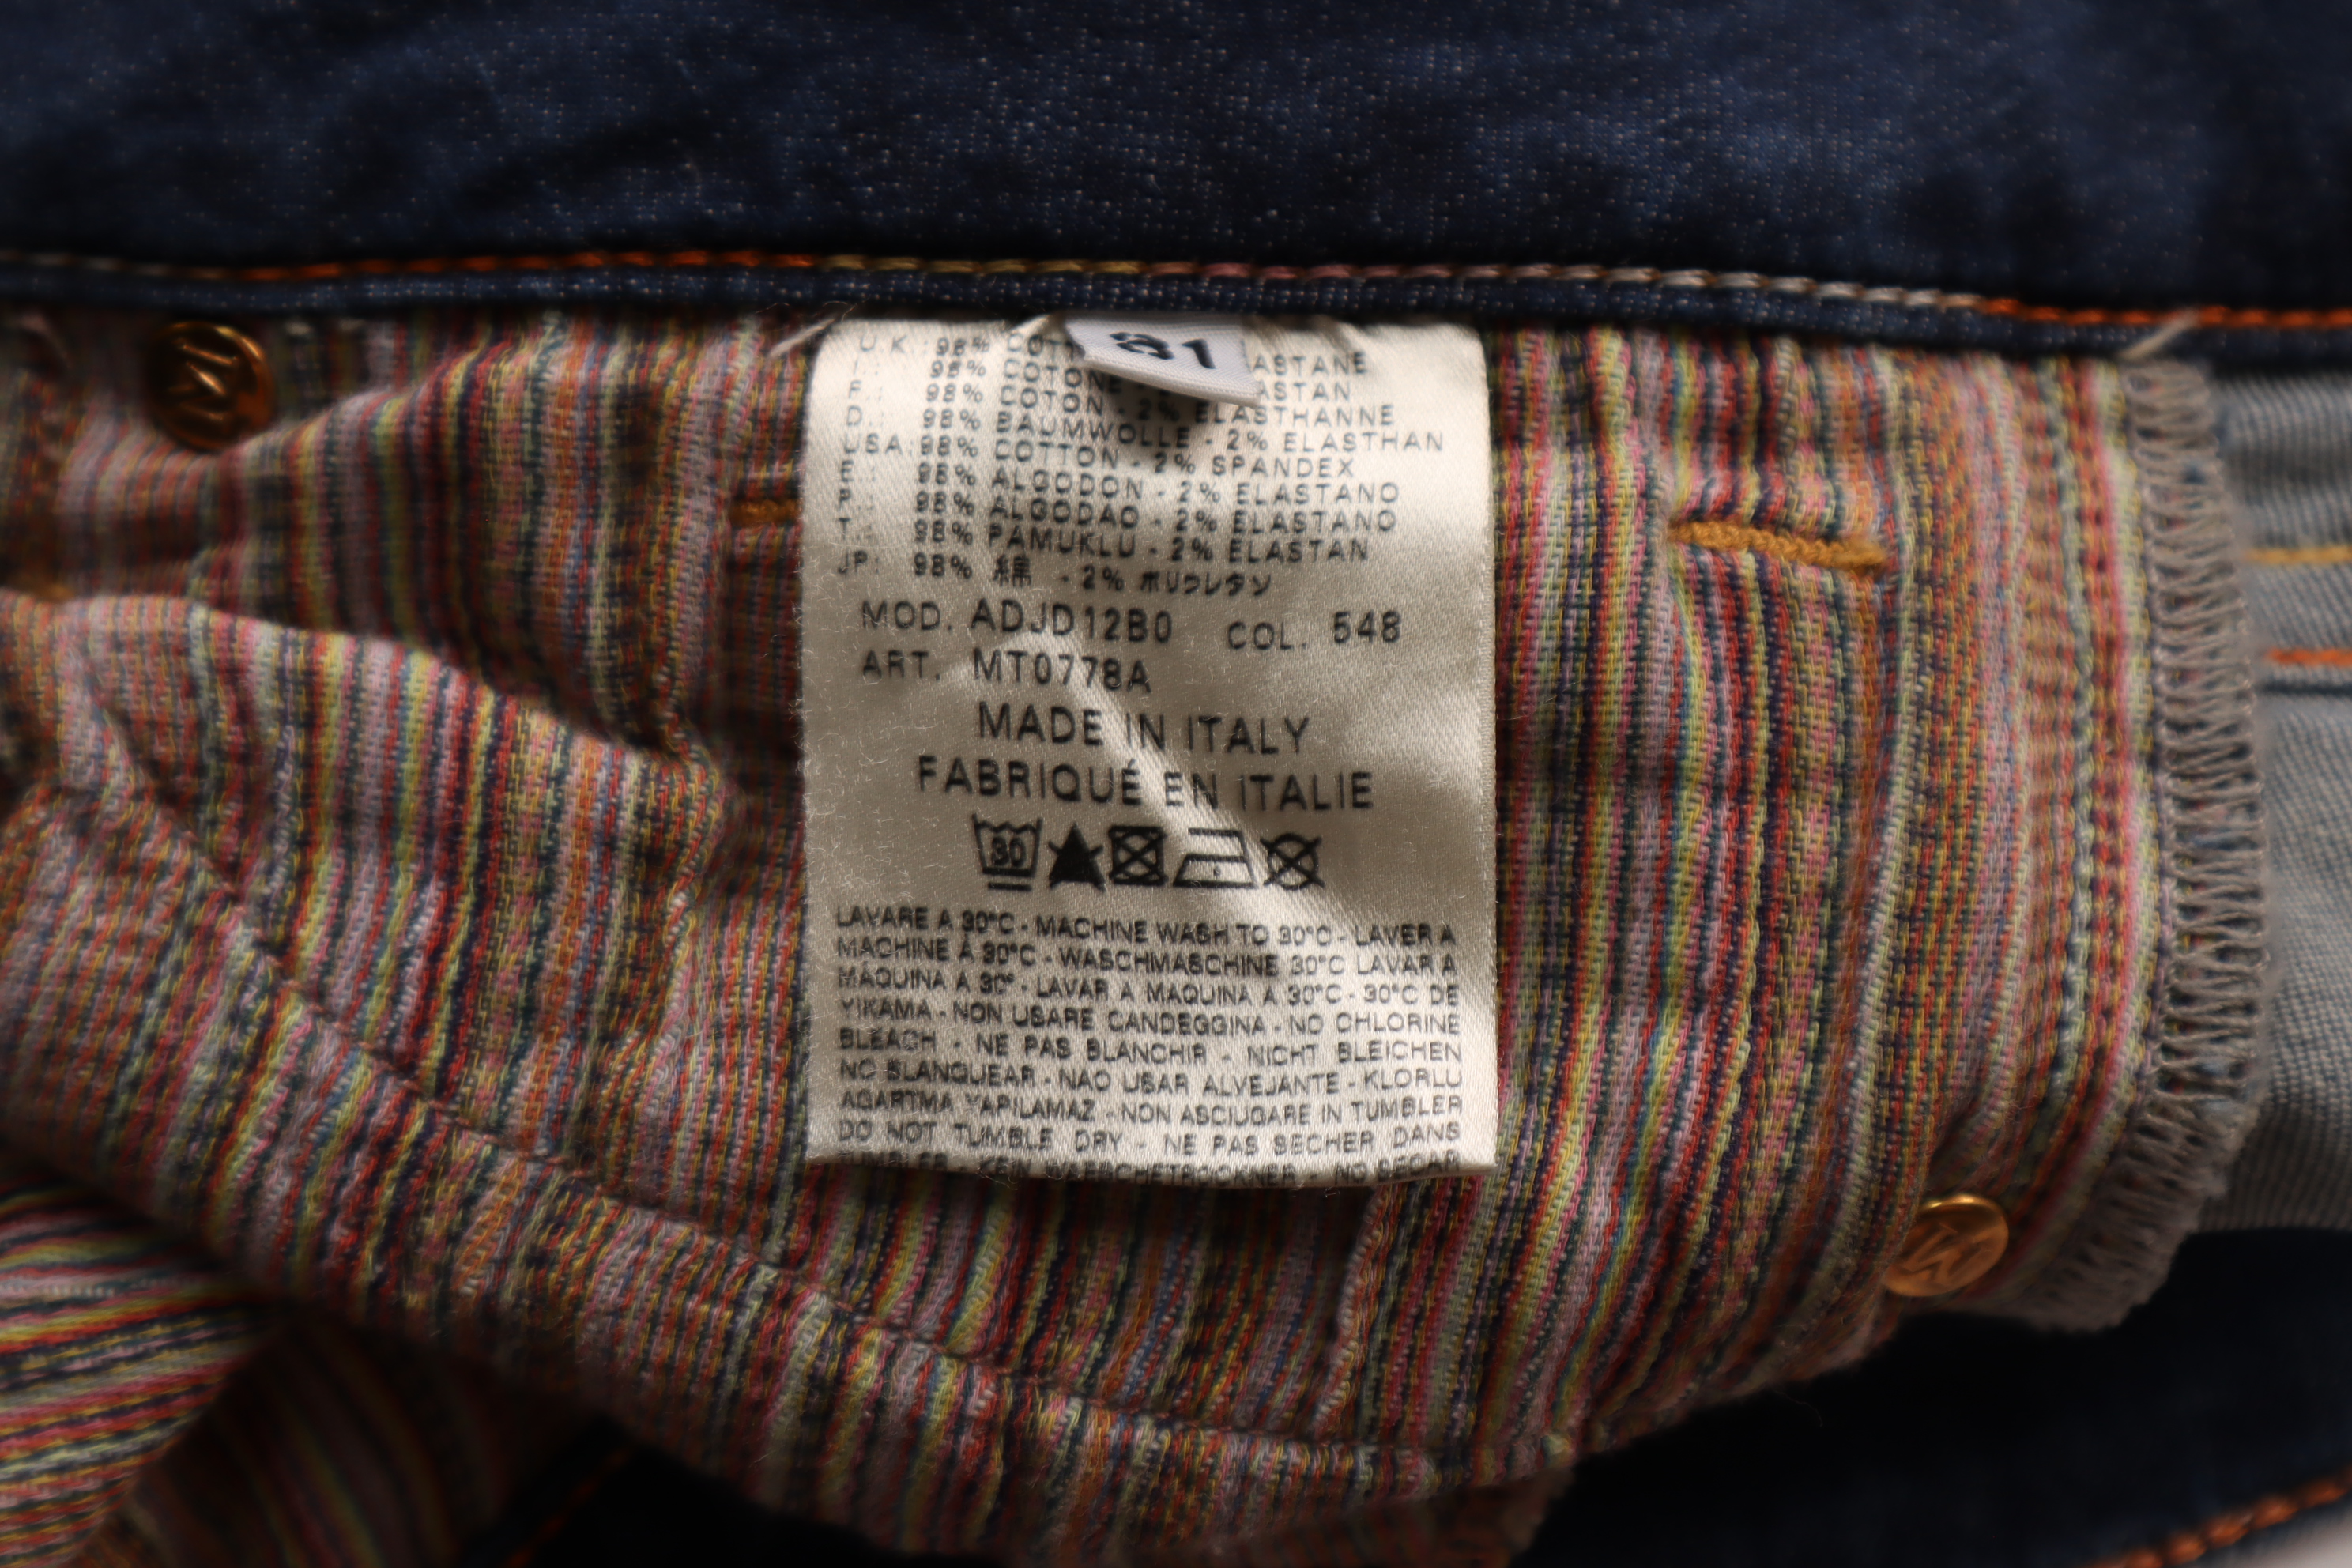 31
U.K.: 98% COTT ASTANE
I.: 98% COTONE ASTAN
F.: 98% COTON - 2% ELASTHANNE
D.: 98% BAUMWOLLE - 2% ELASTHAN
USA: 98% COTTON - 2% SPANDEX
E.: 98% ALGODON - 2% ELASTANO
P.: 98% ALGODAO - 2% ELASTANO
T.: 98% PAMUKLU - 2% ELASTAN
JP: 98% 綿 - 2% ポリウレタン
MOD. ADJD12B0 COL. 548
ART. MT0778A
MADE IN ITALY
FABRIQUÉ EN ITALIE
30
LAVARE A 30°C - MACHINE WASH TO 30°C - LAVER A
MACHINE À 30°C - WASCHMASCHINE 30°C LAVAR A
MÁQUINA A 30° - LAVAR A MAQUINA A 30°C - 30°C DE
YIKAMA - NON USARE CANDEGGINA - NO CHLORINE
BLEACH - NE PAS BLANCHIR - NICHT BLEICHEN
NO BLANQUEAR - NAO USAR ALVEJANTE - KLORLU
AGARTMA YAPILAMAZ - NON ASCIUGARE IN TUMBLER
DO NOT TUMBLE DRY - NE PAS SECHER DANS
NO SECAR
M
M